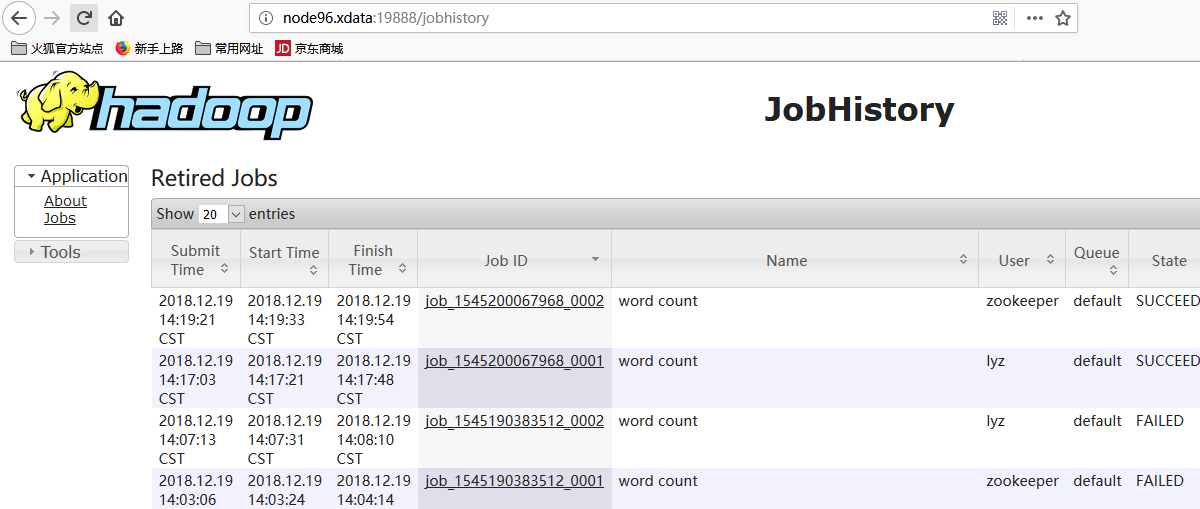 node96.xdata:19888/jobhistory
火狐官方站点 新手上路 常用网址 JD 京东商城
hadoop
JobHistory
Application
About
Jobs
Tools
Retired Jobs
Show 20 entries
Submit Time Start Time Finish Time Job ID Name User Queue State
2018.12.19 2018.12.19 2018.12.19 job_1545200067968_0002 word count zookeeper default SUCCEED
14:19:21 14:19:33 14:19:54
CST CST CST
2018.12.19 2018.12.19 2018.12.19 job_1545200067968_0001 word count lyz default SUCCEED
14:17:03 14:17:21 14:17:48
CST CST CST
2018.12.19 2018.12.19 2018.12.19 job_1545190383512_0002 word count lyz default FAILED
14:07:13 14:07:31 14:08:10
CST CST CST
2018.12.19 2018.12.19 2018.12.19 job_1545190383512_0001 word count zookeeper default FAILED
14:03:06 14:03:24 14:04:14